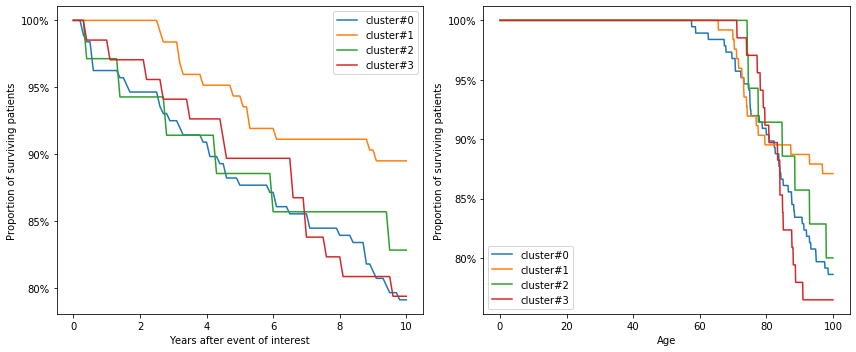 100%
95%
90%
85%
80%
Proportion of surviving patients
0
2
4
6
8
10
Years after event of interest
cluster#0
cluster#1
cluster#2
cluster#3
100%
95%
90%
85%
80%
Proportion of surviving patients
0
20
40
60
80
100
Age
cluster#0
cluster#1
cluster#2
cluster#3